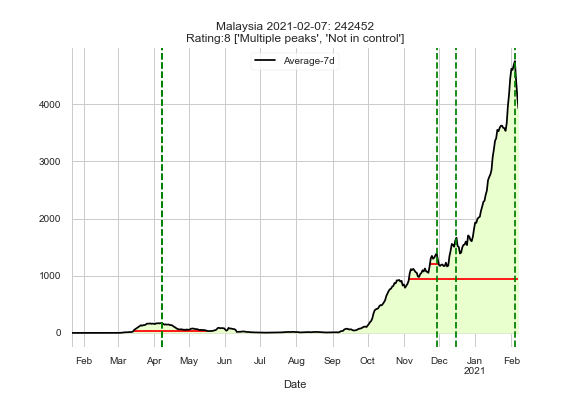 Malaysia 2021-02-07: 242452
Rating:8 ['Multiple peaks', 'Not in control']
Average-7d
4000
3000
2000
1000
0
Feb Mar Apr May Jun Jul Aug Sep Oct Nov Dec Jan Feb
2021
Date